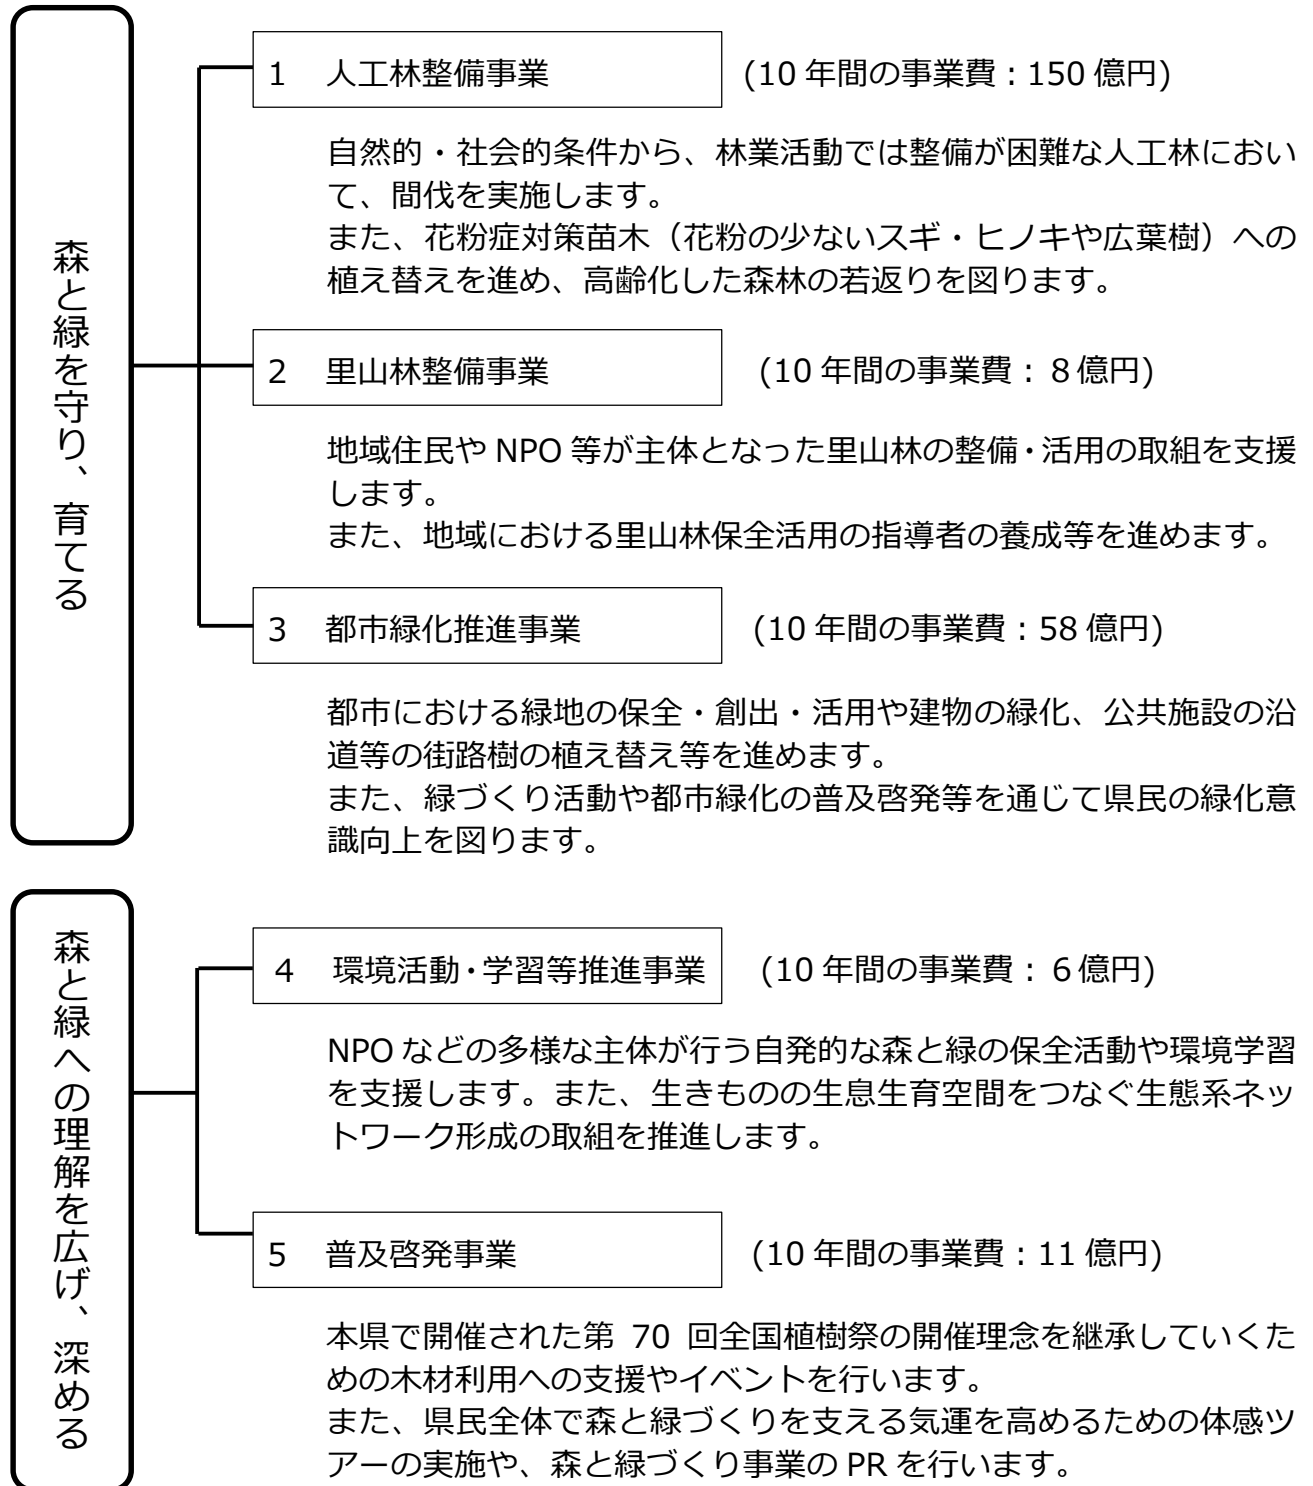 森と緑を守り、育てる
1 人工林整備事業 (10 年間の事業費：150 億円)
自然的・社会的条件から、林業活動では整備が困難な人工林におい
て、間伐を実施します。
また、花粉症対策苗木（花粉の少ないスギ・ヒノキや広葉樹）への
植え替えを進め、高齢化した森林の若返りを図ります。
2 里山林整備事業 (10 年間の事業費：８億円)
地域住民や NPO 等が主体となった里山林の整備・活用の取組を支援
します。
また、地域における里山林保全活用の指導者の養成等を進めます。
3 都市緑化推進事業 (10 年間の事業費：58 億円)
都市における緑地の保全・創出・活用や建物の緑化、公共施設の沿
道等の街路樹の植え替え等を進めます。
また、緑づくり活動や都市緑化の普及啓発等を通じて県民の緑化意
識向上を図ります。
森と緑への理解を広げ、深める
4 環境活動・学習等推進事業 (10 年間の事業費：６億円)
NPO などの多様な主体が行う自発的な森と緑の保全活動や環境学習
を支援します。また、生きものの生息生育空間をつなぐ生態系ネッ
トワーク形成の取組を推進します。
5 普及啓発事業 (10 年間の事業費：11 億円)
本県で開催された第 70 回全国植樹祭の開催理念を継承していくた
めの木材利用への支援やイベントを行います。
また、県民全体で森と緑づくりを支える気運を高めるための体感ツ
アーの実施や、森と緑づくり事業の PR を行います。